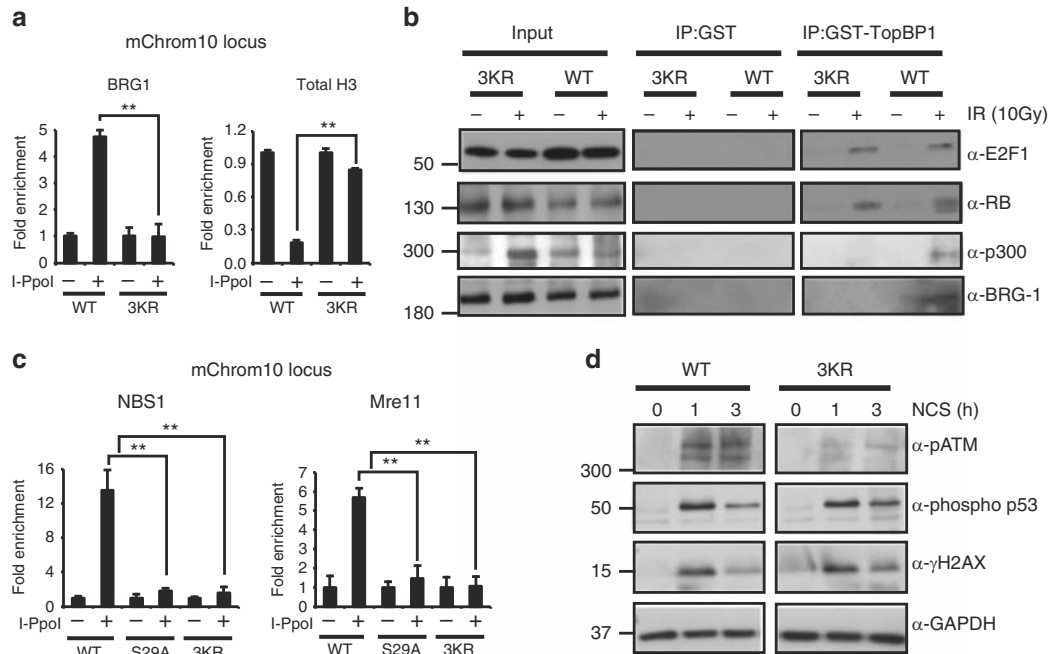 a
mChrom10 locus
BRG1
Total H3
**
**
Fold enrichment
5
4
3
2
1
0
Fold enrichment
1.2
0.9
0.6
0.3
0.0
I-PpoI
− + − +
− + − +
WT 3KR
WT 3KR
b
Input
IP:GST
IP:GST-TopBP1
3KR WT
3KR WT
3KR WT
− + − +
− + − +
− + − +
IR (10Gy)
50
α-E2F1
130
α-RB
300
α-p300
180
α-BRG-1
c
mChrom10 locus
NBS1
Mre11
**
**
**
**
Fold enrichment
16
12
8
4
0
Fold enrichment
7
6
5
4
3
2
1
0
I-PpoI
− + − + − +
I-PpoI
− + − + − +
WT S29A 3KR
WT S29A 3KR
d
WT
3KR
0 1 3
0 1 3
NCS (h)
300
α-pATM
50
α-phospho p53
15
α-γH2AX
37
α-GAPDH